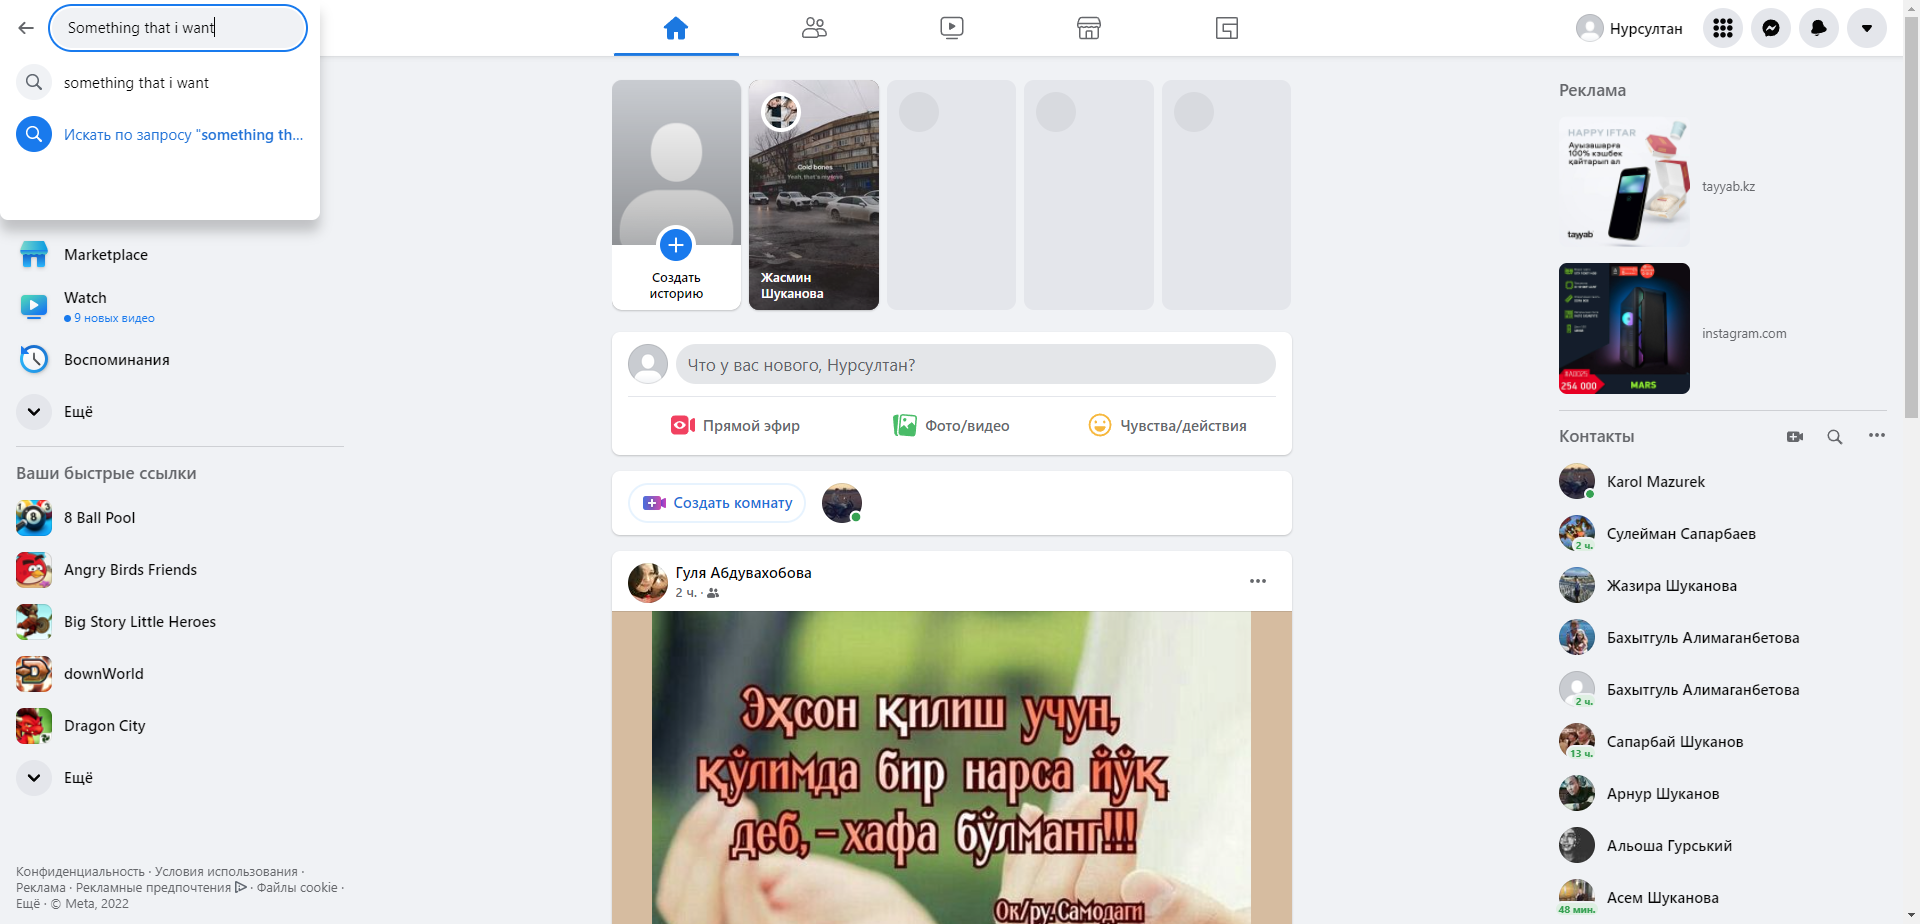 Something that i want
something that i want
Искать по запросу "something th...
Marketplace
Watch
9 новых видео
Воспоминания
Ещё
Ваши быстрые ссылки
8 Ball Pool
Angry Birds Friends
Big Story Little Heroes
downWorld
Dragon City
Ещё
Конфиденциальность · Условия использования ·
Реклама · Рекламные предпочтения · Файлы cookie ·
Ещё · © Meta, 2022
Создать
историю
Cold bones
Yeah, that's my love
Жасмин
Шуканова
Что у вас нового, Нурсултан?
Прямой эфир
Фото/видео
Чувства/действия
Создать комнату
Гуля Абдувахобова
2 ч. ·
Эҳсон қилиш учун,
қўлимда бир нарса йўқ
деб,-хафа бўлманг!!!
Ок/ру.Самодаги
Нурсултан
Реклама
HAPPY IFTAR
Ауызашарға
100% кэшбек
қайтарып ал
tayyab
tayyab.kz
254 000
MARS
instagram.com
Контакты
Karol Mazurek
Сулейман Сапарбаев
2 ч.
Жазира Шуканова
Бахытгуль Алимаганбетова
Бахытгуль Алимаганбетова
2 ч.
Сапарбай Шуканов
13 ч.
Арнур Шуканов
Альоша Гурський
Асем Шуканова
48 мин.